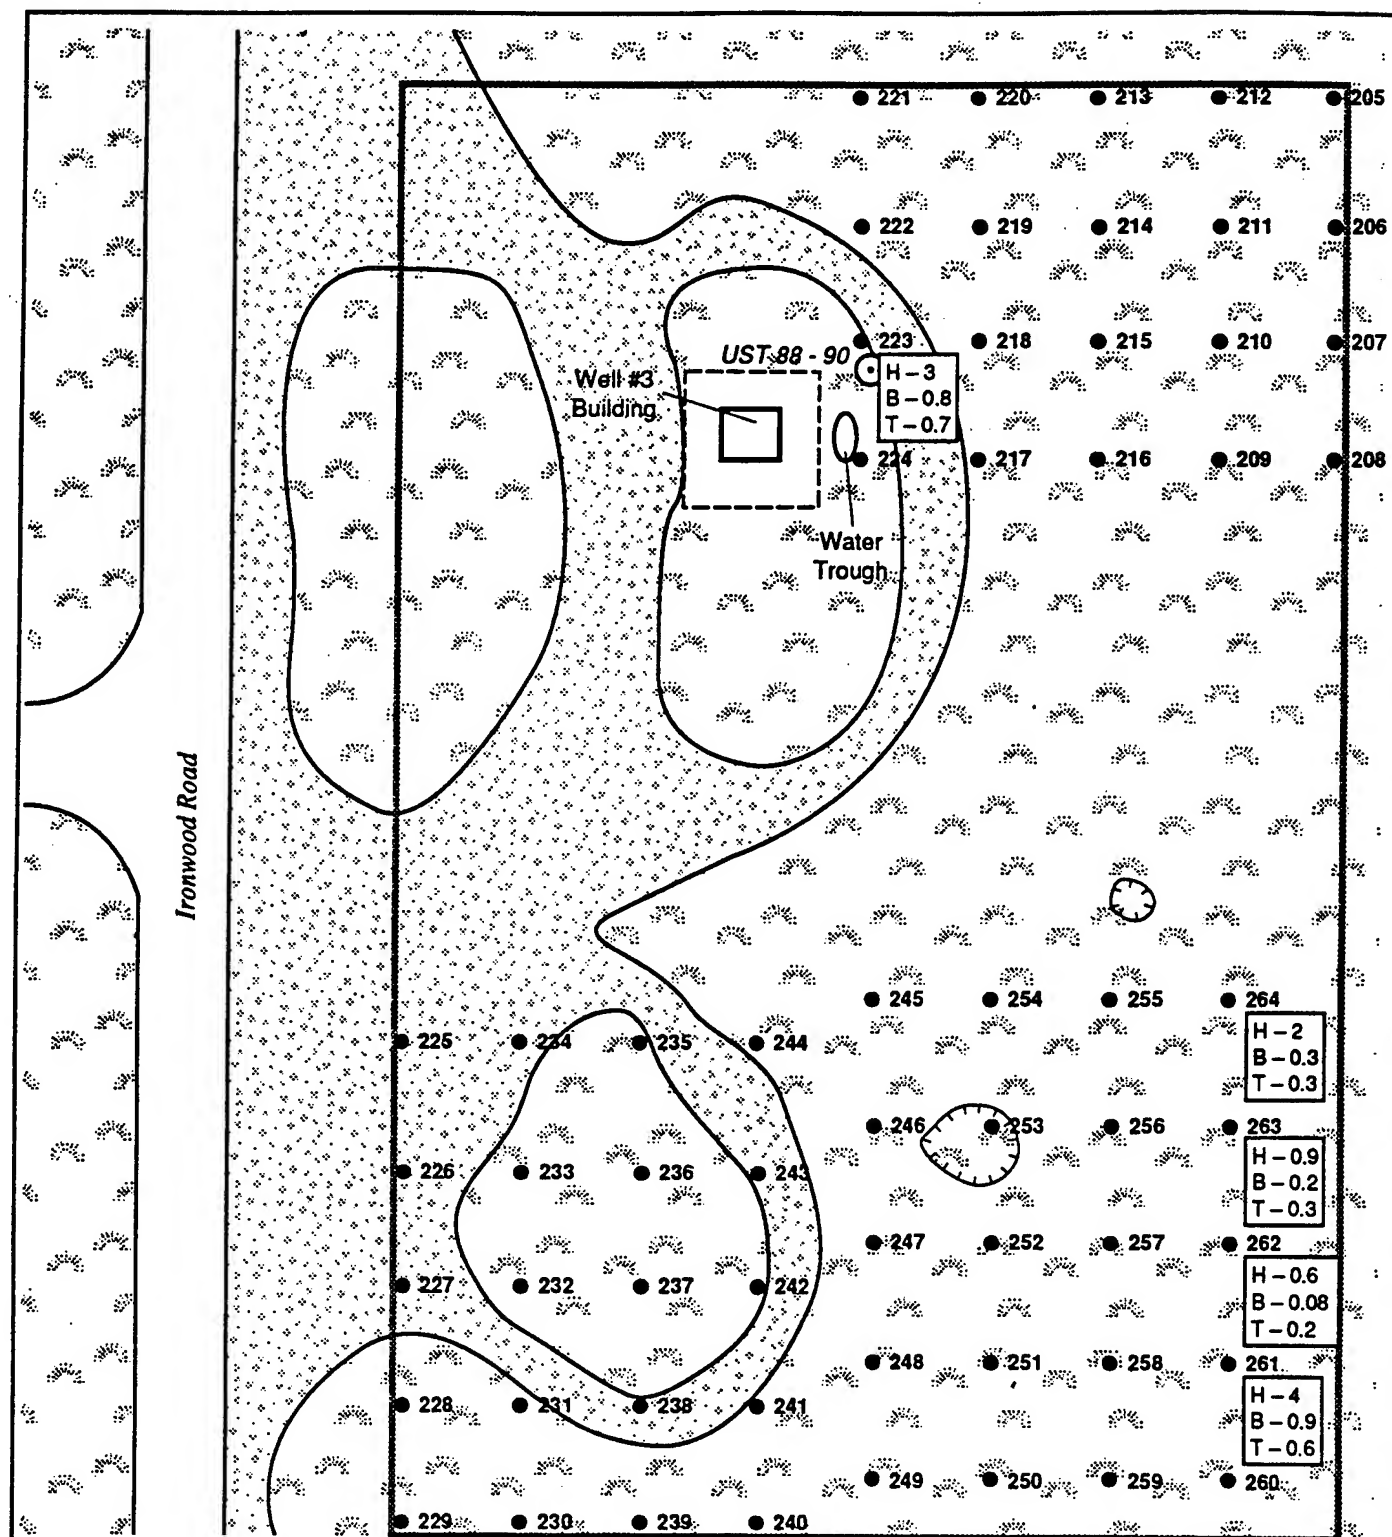 221 220 213 212 205
222 219 214 211 206
223 218 215 210 207
UST 88 - 90
Well #3
Building
H – 3
B – 0.8
T – 0.7
224 217 216 209 208
Water
Trough
Ironwood Road
245 254 255 264
H – 2
B – 0.3
T – 0.3
225 234 235 244
246 253 256 263
H – 0.9
B – 0.2
T – 0.3
226 233 236 243
247 252 257 262
H – 0.6
B – 0.08
T – 0.2
227 232 237 242
248 251 258 261
H – 4
B – 0.9
T – 0.6
228 231 238 241
249 250 259 260
229 230 239 240